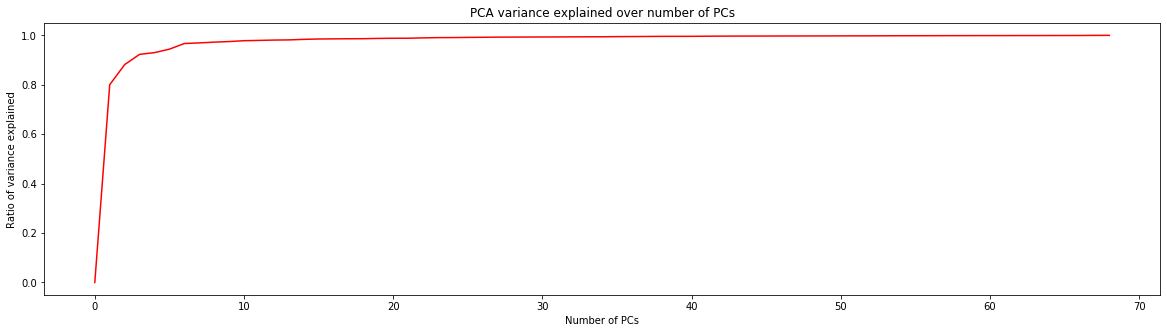 PCA variance explained over number of PCs
Ratio of variance explained
1.0
0.8
0.6
0.4
0.2
0.0
0 10 20 30 40 50 60 70
Number of PCs